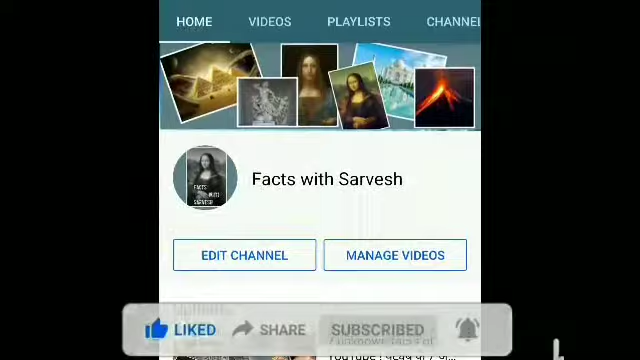 HOME VIDEOS PLAYLISTS CHANNEL
FACTS
WITH
SARVESH
Facts with Sarvesh
EDIT CHANNEL MANAGE VIDEOS
LIKED SHARE SUBSCRIBED